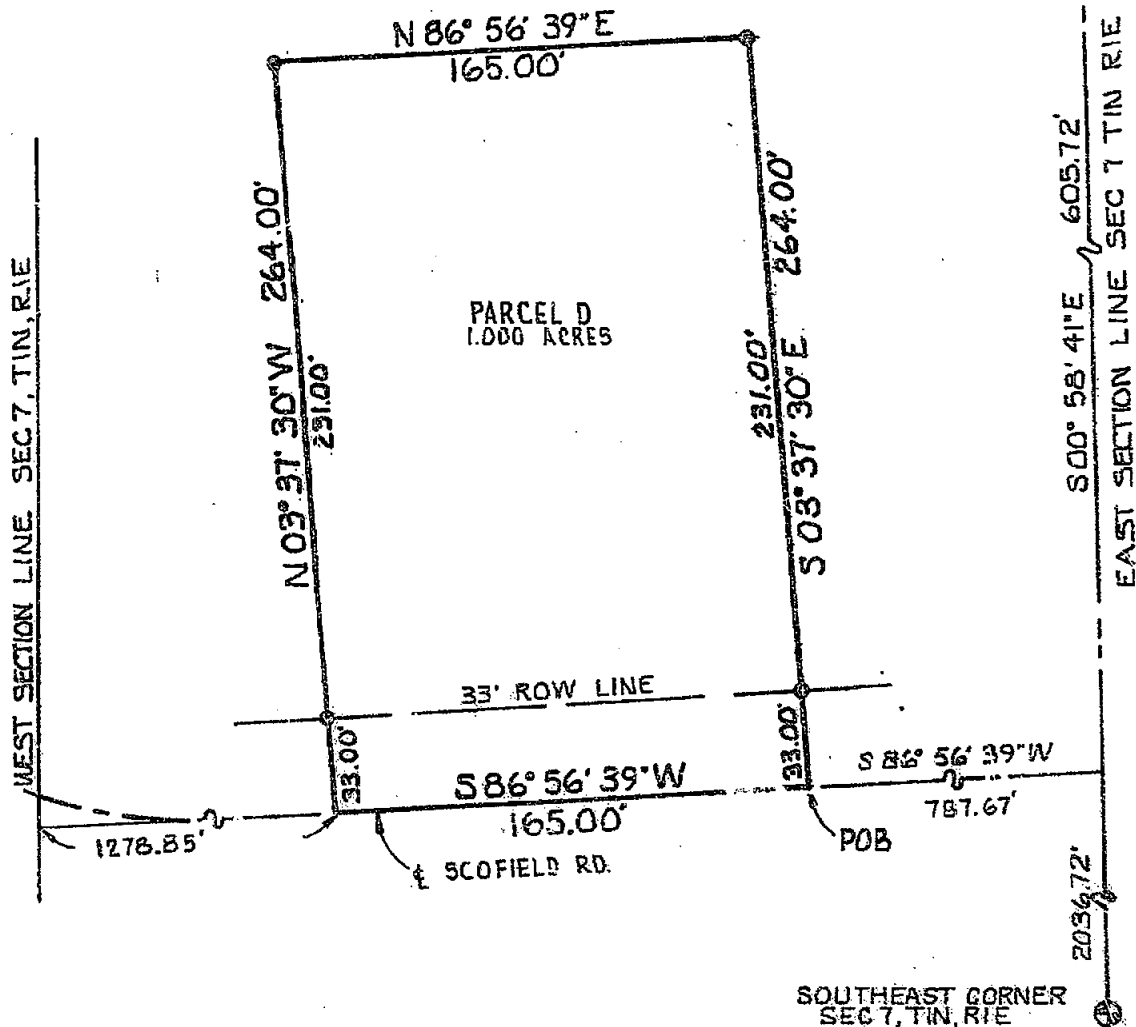 N 86° 56' 39" E
165.00'
264.00'
N 03° 37' 30" W
231.00'
PARCEL D
1.000 ACRES
264.00'
231.00'
S 03° 37' 30" E
605.72'
S 00° 58' 41" E
EAST SECTION LINE SEC 7 T1N R1E
WEST SECTION LINE. SEC 7, T1N, R1E
33' ROW LINE
33.00'
33.00'
S 86° 56' 39" W
165.00'
S 86° 56' 39" W
787.67'
1278.85'
℄ SCOFIELD RD.
POB
2036.72'
SOUTHEAST CORNER
SEC 7, T1N, R1E